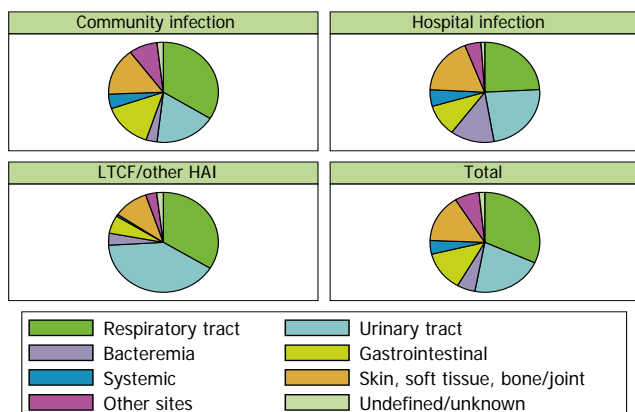 Community infection
Hospital infection
LTCF/other HAI
Total
Respiratory tract
Urinary tract
Bacteremia
Gastrointestinal
Systemic
Skin, soft tissue, bone/joint
Other sites
Undefined/unknown